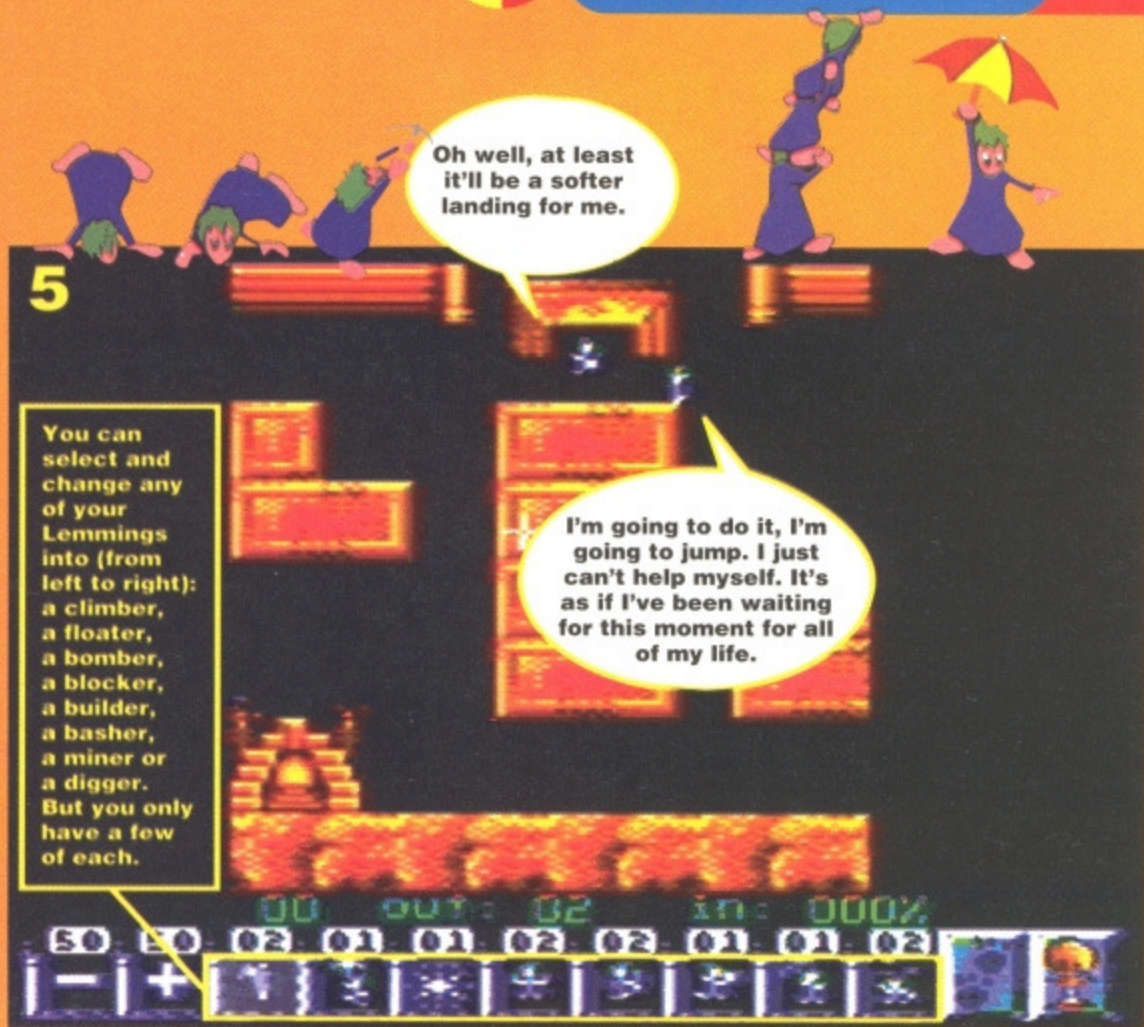 Oh well, at least
it'll be a softer
landing for me.
5
You can
select and
change any
of your
Lemmings
into (from
left to right):
a climber,
a floater,
a bomber,
a blocker,
a builder,
a basher,
a miner or
a digger.
But you only
have a few
of each.
I'm going to do it, I'm
going to jump. I just
can't help myself. It's
as if I've been waiting
for this moment for all
of my life.
00 OUT: 02 in: 000%
50 50 02 01 01 02 02 01 01 02
- +